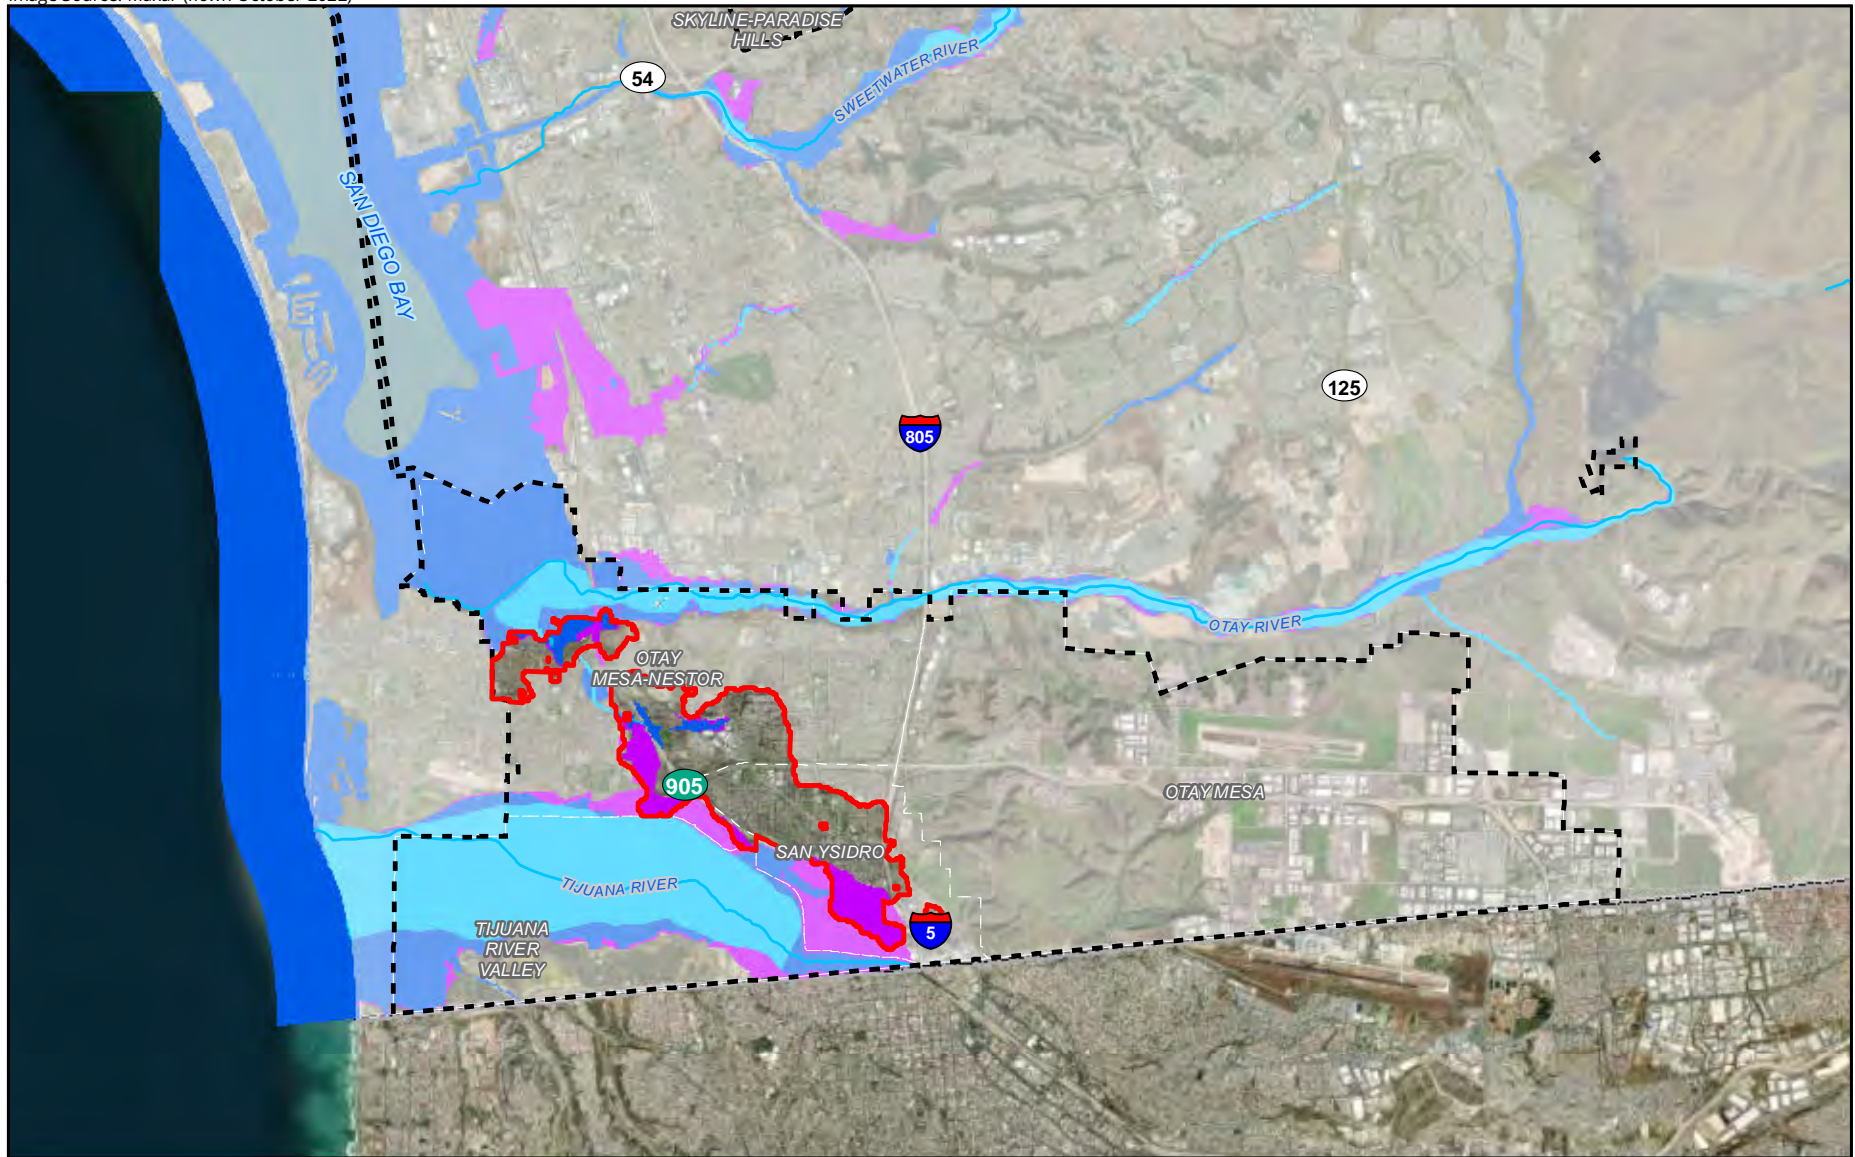 SKYLINE-PARADISE
HILLS
54
SWEETWATER RIVER
SAN DIEGO BAY
125
805
OTAY RIVER
OTAY
MESA-NESTOR
905
OTAY MESA
SAN YSIDRO
TIJUANA RIVER
5
TIJUANA
RIVER
VALLEY